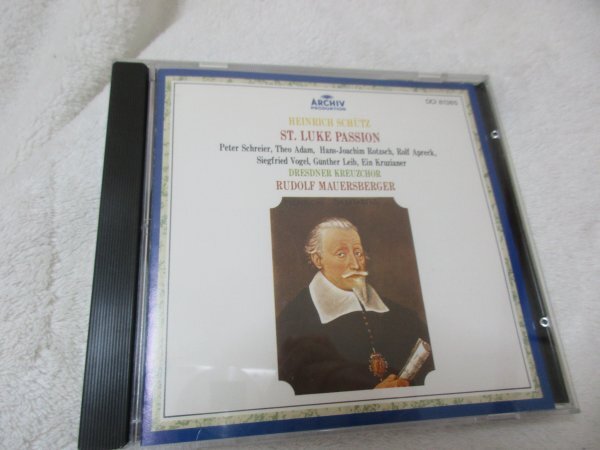 ARCHIV
PRODUKTION
HEINRICH SCHÜTZ
ST. LUKE PASSION
Peter Schreier, Theo Adam, Hans-Joachim Rotzsch, Rolf Apreck,
Siegfried Vogel, Gunther Leib, Ein Kruzianer
DRESDNER KREUZCHOR
RUDOLF MAUERSBERGER